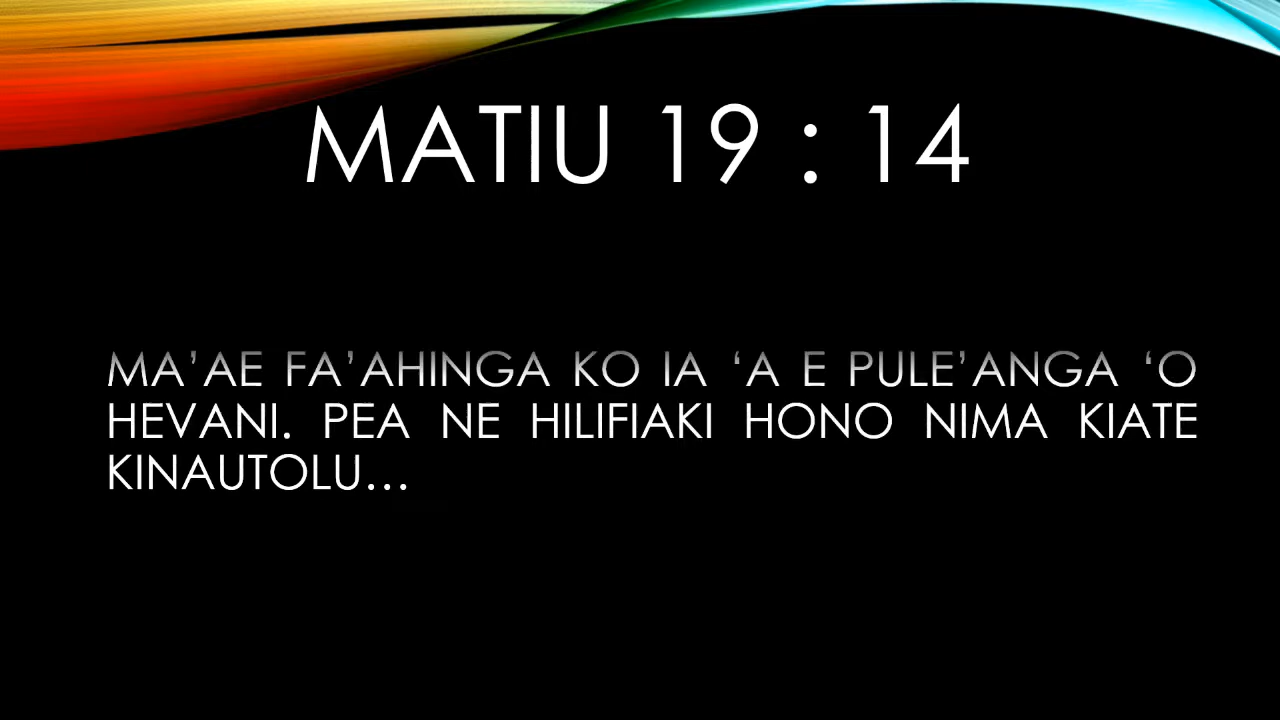 MATIU 19 : 14
MA’AE FA’AHINGA KO IA ‘A E PULE’ANGA ‘O
HEVANI. PEA NE HILIFIAKI HONO NIMA KIATE
KINAUTOLU…